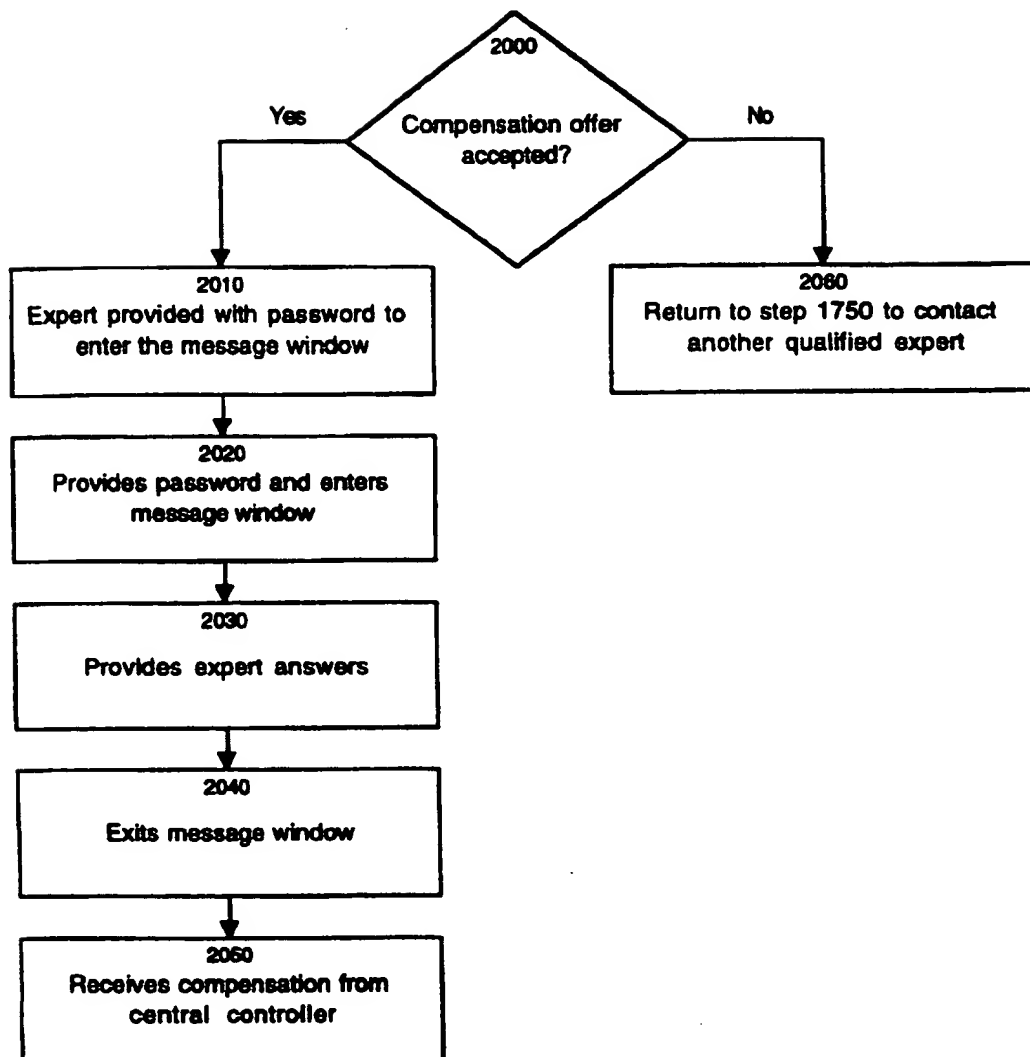 2000
Compensation offer
accepted?
Yes
No
2010
Expert provided with password to
enter the message window
2060
Return to step 1750 to contact
another qualified expert
2020
Provides password and enters
message window
2030
Provides expert answers
2040
Exits message window
2050
Receives compensation from
central controller